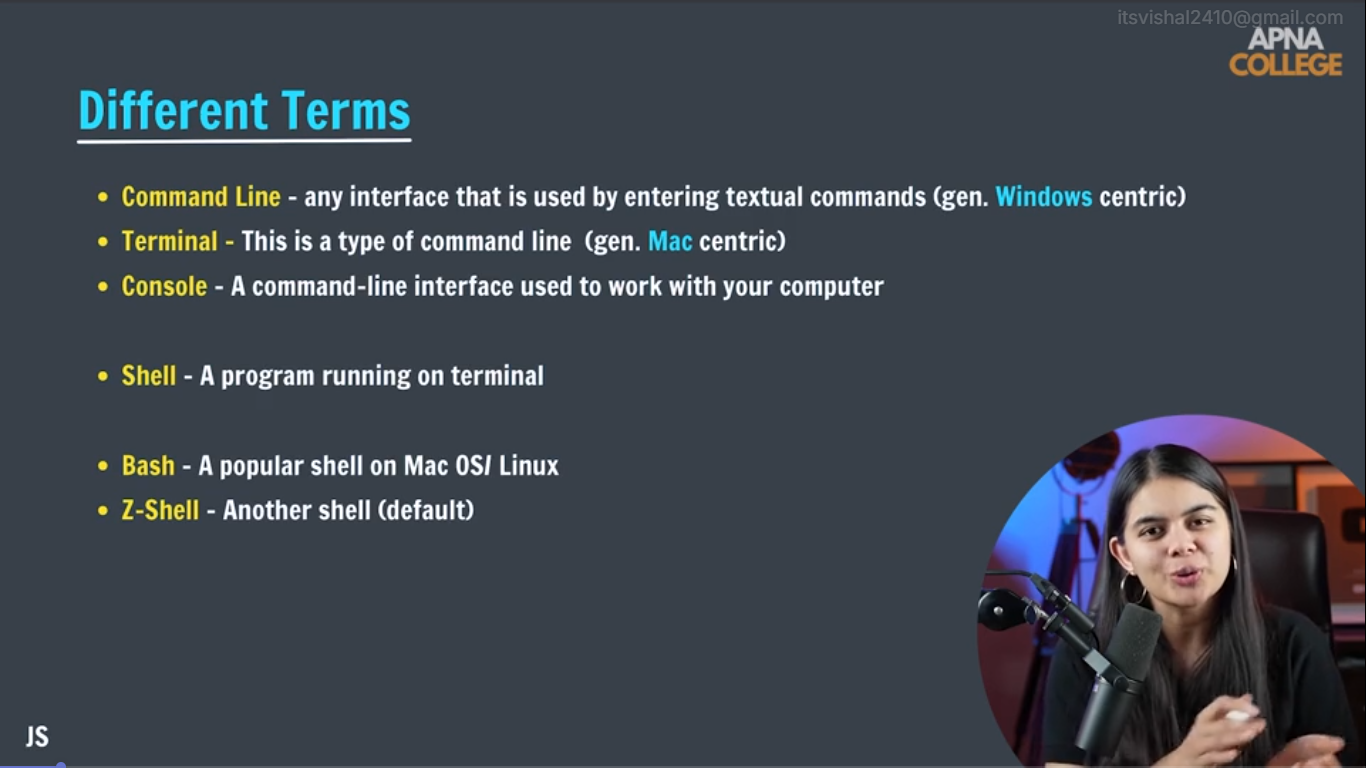 itsvishal2410@gmail.com
APNA
COLLEGE
Different Terms
• Command Line - any interface that is used by entering textual commands (gen. Windows centric)
• Terminal - This is a type of command line (gen. Mac centric)
• Console - A command-line interface used to work with your computer
• Shell - A program running on terminal
• Bash - A popular shell on Mac OS/ Linux
• Z-Shell - Another shell (default)
JS